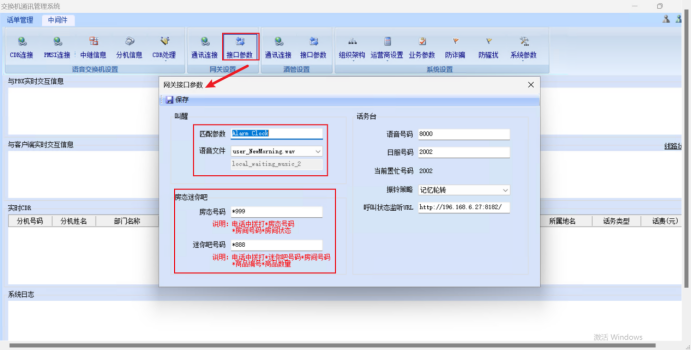 交换机通讯管理系统
话单管理 中间件
CDR连接 PMSI连接 中继信息 分机信息 CDR处理 通讯连接 接口参数 通讯连接 接口参数 组织架构 运营商设置 业务参数 防诈骗 防骚扰 系统参数
语音交换机设置 网关设置 酒管设置 系统设置
与PBX实时交互信息
网关接口参数
保存
叫醒
匹配参数 Alarm Clock
语音文件 user_NewMorning.wav
local_waiting_music_2
话务台
语音号码 8000
日服号码 2002
当前置忙号码 2002
振铃策略 记忆轮转
呼叫状态监听URL http://196.168.6.27:8182/
与客户端实时交互信息
房态迷你吧
房态号码 *999
说明：电话中拨打*房态号码
*房间号码*房间状态
迷你吧号码 *888
说明：电话中拨打*迷你吧号码*房间号码
*商品编号*商品数量
实时CDR
分机号码 分机姓名 部门名称 所属地名 话务类型 话费(元)
系统日志
激活 Windows